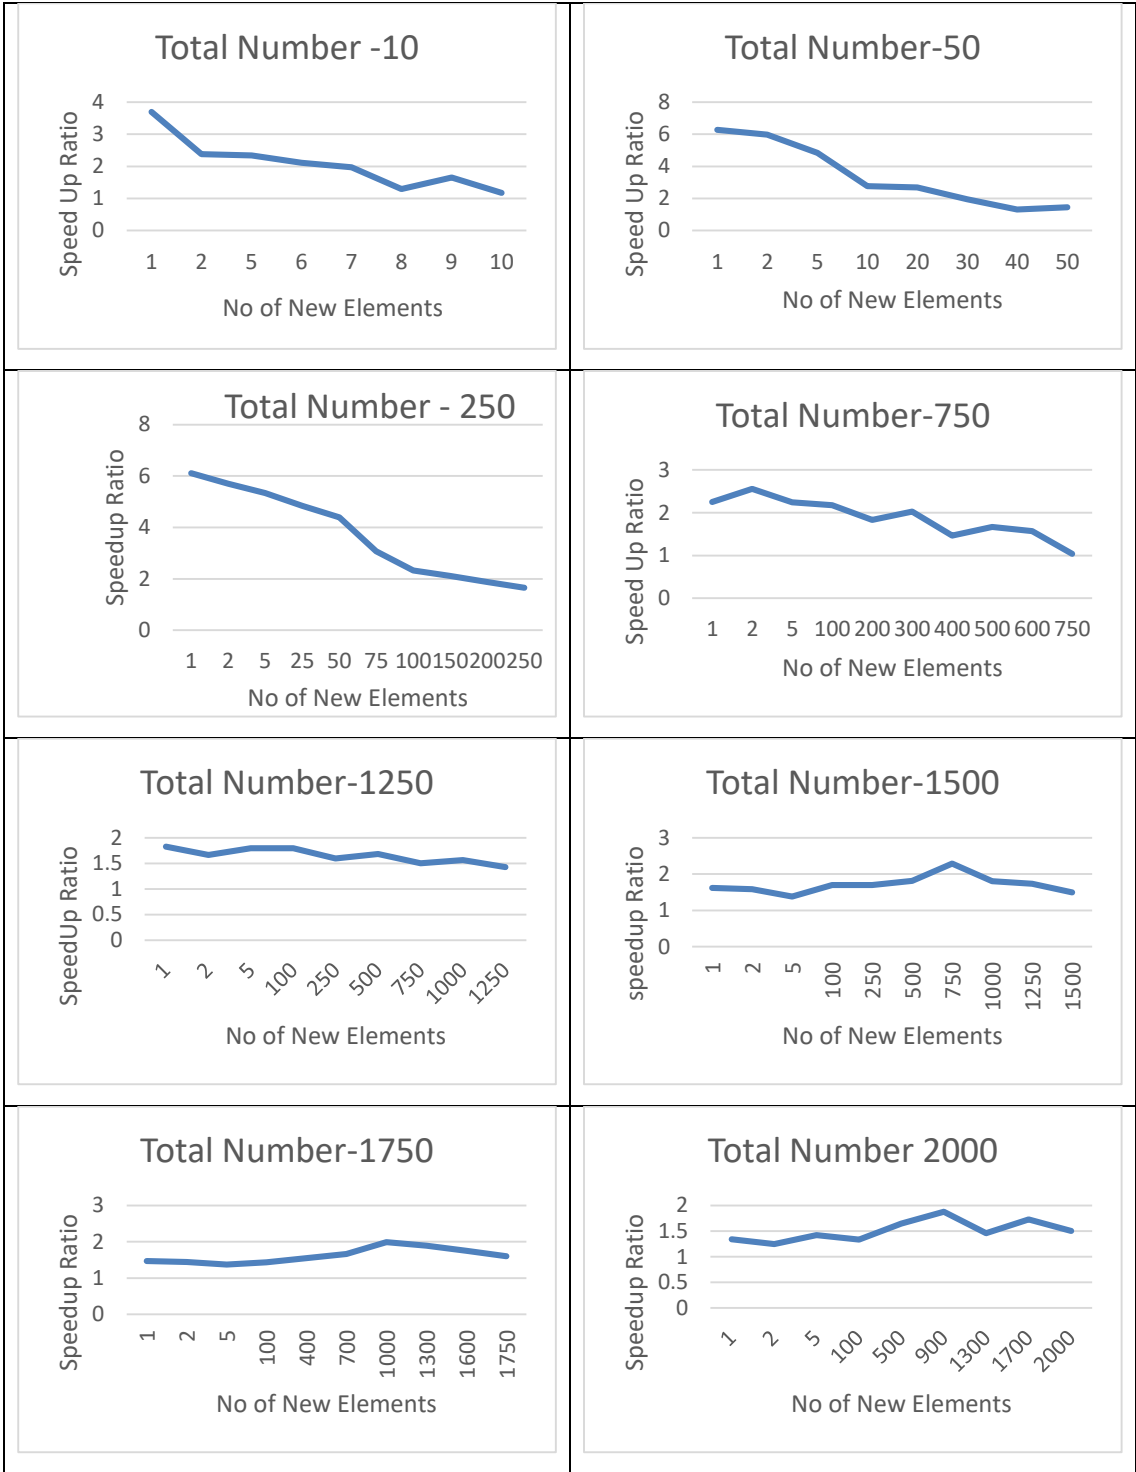 Total Number -10
Speed Up Ratio
4
3
2
1
0
1 2 5 6 7 8 9 10
No of New Elements
Total Number-50
Speed Up Ratio
8
6
4
2
0
1 2 5 10 20 30 40 50
No of New Elements
Total Number - 250
Speedup Ratio
8
6
4
2
0
1 2 5 25 50 75 100 150 200 250
No of New Elements
Total Number-750
Speed Up Ratio
3
2
1
0
1 2 5 100 200 300 400 500 600 750
No of New Elements
Total Number-1250
SpeedUp Ratio
2
1.5
1
0.5
0
1 2 5 100 250 500 750 1000 1250
No of New Elements
Total Number-1500
speedup Ratio
3
2
1
0
1 2 5 100 250 500 750 1000 1250 1500
No of New Elements
Total Number-1750
Speedup Ratio
3
2
1
0
1 2 5 100 400 700 1000 1300 1600 1750
No of New Elements
Total Number 2000
Speedup Ratio
2
1.5
1
0.5
0
1 2 5 100 500 900 1300 1700 2000
No of New Elements